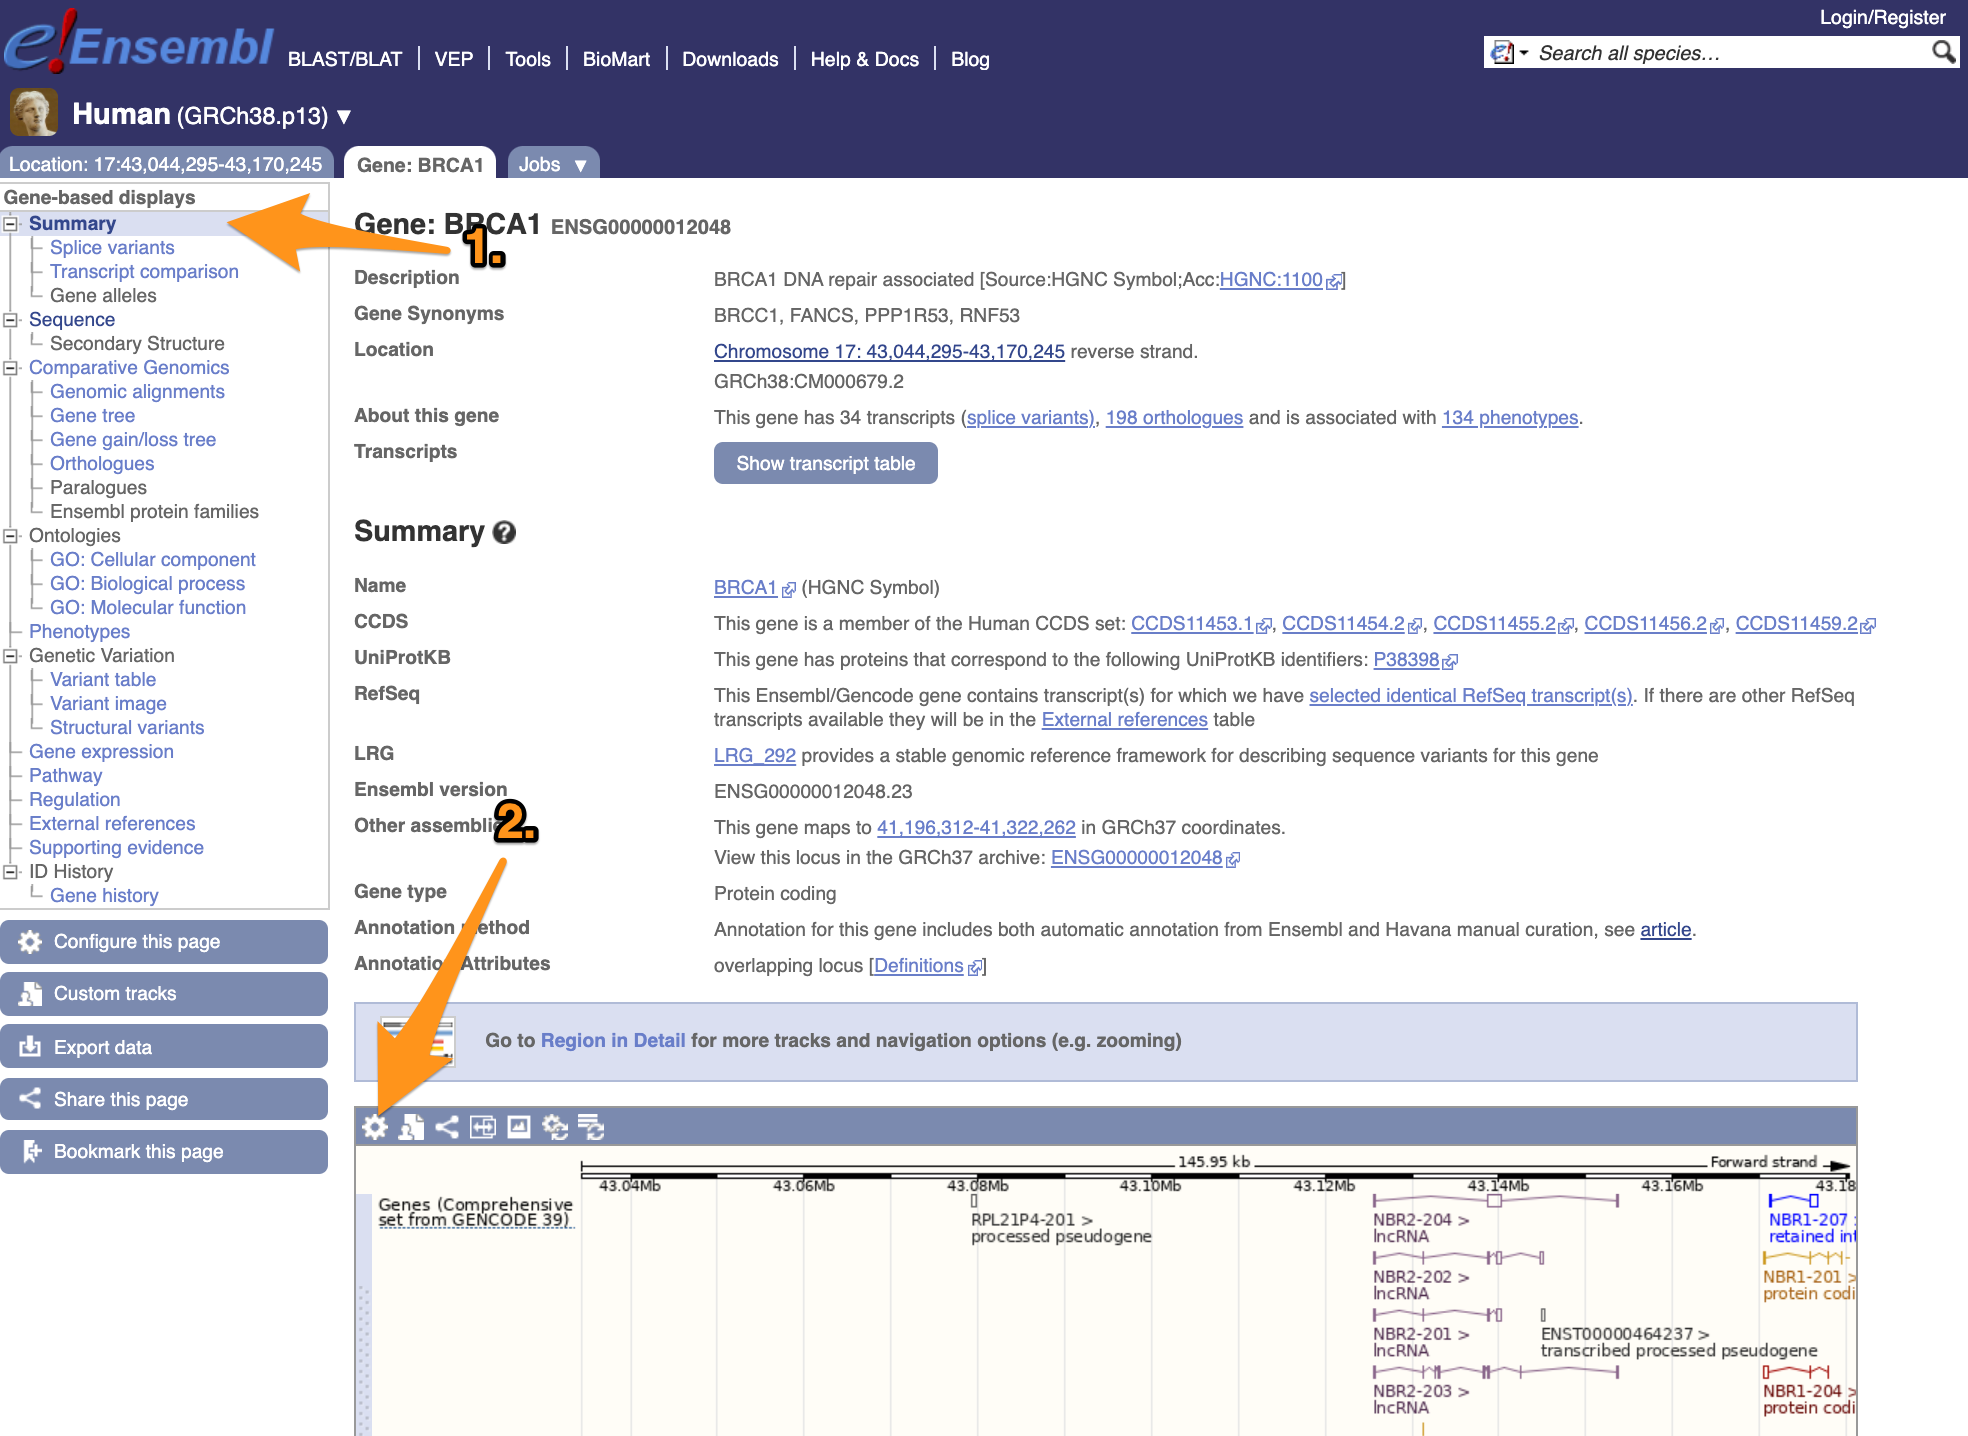 Login/Register
e!Ensembl BLAST/BLAT | VEP | Tools | BioMart | Downloads | Help & Docs | Blog
Search all species…
Human (GRCh38.p13) ▼
Location: 17:43,044,295-43,170,245 Gene: BRCA1 Jobs ▼
Gene-based displays
Summary
Splice variants
Transcript comparison
Gene alleles
Sequence
Secondary Structure
Comparative Genomics
Genomic alignments
Gene tree
Gene gain/loss tree
Orthologues
Paralogues
Ensembl protein families
Ontologies
GO: Cellular component
GO: Biological process
GO: Molecular function
Phenotypes
Genetic Variation
Variant table
Variant image
Structural variants
Gene expression
Pathway
Regulation
External references
Supporting evidence
ID History
Gene history
Configure this page
Custom tracks
Export data
Share this page
Bookmark this page
Gene: BRCA1 ENSG00000012048
1.
Description BRCA1 DNA repair associated [Source:HGNC Symbol;Acc:HGNC:1100]
Gene Synonyms BRCC1, FANCS, PPP1R53, RNF53
Location Chromosome 17: 43,044,295-43,170,245 reverse strand.
GRCh38:CM000679.2
About this gene This gene has 34 transcripts (splice variants), 198 orthologues and is associated with 134 phenotypes.
Transcripts Show transcript table
Summary ?
Name BRCA1 (HGNC Symbol)
CCDS This gene is a member of the Human CCDS set: CCDS11453.1, CCDS11454.2, CCDS11455.2, CCDS11456.2, CCDS11459.2
UniProtKB This gene has proteins that correspond to the following UniProtKB identifiers: P38398
RefSeq This Ensembl/Gencode gene contains transcript(s) for which we have selected identical RefSeq transcript(s). If there are other RefSeq
transcripts available they will be in the External references table
LRG LRG_292 provides a stable genomic reference framework for describing sequence variants for this gene
Ensembl version ENSG00000012048.23
Other assemblie 2. This gene maps to 41,196,312-41,322,262 in GRCh37 coordinates.
View this locus in the GRCh37 archive: ENSG00000012048
Gene type Protein coding
Annotation method Annotation for this gene includes both automatic annotation from Ensembl and Havana manual curation, see article.
Annotation Attributes overlapping locus [Definitions]
Go to Region in Detail for more tracks and navigation options (e.g. zooming)
145.95 kb Forward strand
43.04Mb 43.06Mb 43.08Mb 43.10Mb 43.12Mb 43.14Mb 43.16Mb 43.18
Genes (Comprehensive
set from GENCODE 39)
RPL21P4-201 >
processed pseudogene
NBR2-204 >
lncRNA
NBR1-207
retained int
NBR2-202 >
lncRNA
NBR1-201 >
protein codi
NBR2-201 >
lncRNA
ENST00000464237 >
transcribed processed pseudogene
NBR2-203 >
lncRNA
NBR1-204 >
protein codi